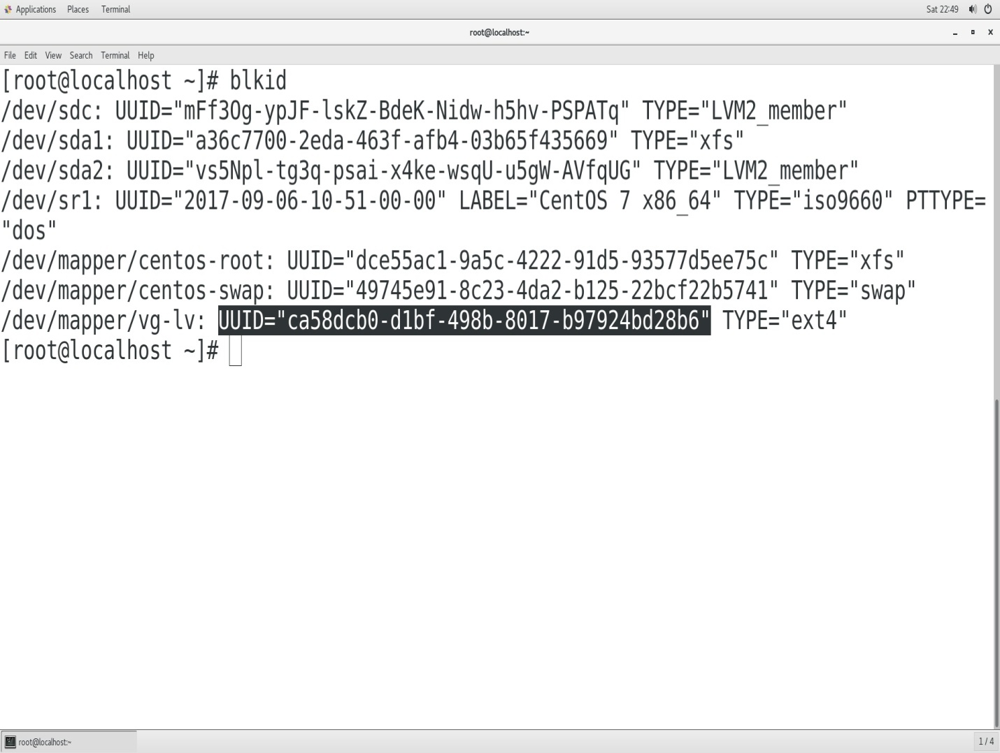 Applications Places Terminal Sat 22:49
root@localhost:~
File Edit View Search Terminal Help
[root@localhost ~]# blkid
/dev/sdc: UUID="mFf3Og-ypJF-lskZ-BdeK-Nidw-h5hv-PSPATq" TYPE="LVM2_member"
/dev/sda1: UUID="a36c7700-2eda-463f-afb4-03b65f435669" TYPE="xfs"
/dev/sda2: UUID="vs5Npl-tg3q-psai-x4ke-wsqU-u5gW-AVfqUG" TYPE="LVM2_member"
/dev/sr1: UUID="2017-09-06-10-51-00-00" LABEL="CentOS 7 x86_64" TYPE="iso9660" PTTYPE=
"dos"
/dev/mapper/centos-root: UUID="dce55ac1-9a5c-4222-91d5-93577d5ee75c" TYPE="xfs"
/dev/mapper/centos-swap: UUID="49745e91-8c23-4da2-b125-22bcf22b5741" TYPE="swap"
/dev/mapper/vg-lv: UUID="ca58dcb0-d1bf-498b-8017-b97924bd28b6" TYPE="ext4"
[root@localhost ~]#
root@localhost:~ 1 / 4